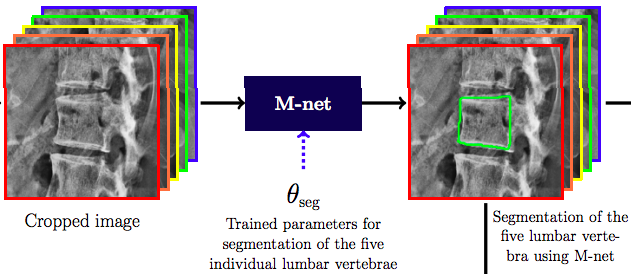 M-net
θseg
Cropped image
Trained parameters for
segmentation of the five
individual lumbar vertebrae
Segmentation of the
five lumbar verte-
bra using M-net